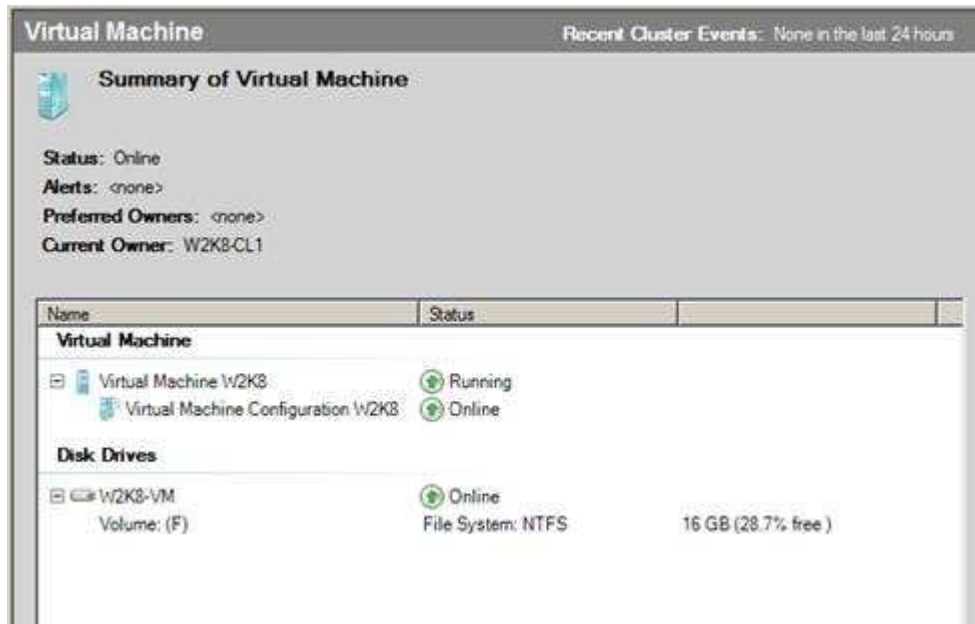 Virtual Machine Recent Cluster Events: None in the last 24 hours
Summary of Virtual Machine
Status: Online
Alerts: <none>
Preferred Owners: <none>
Current Owner: W2K8-CL1
Name Status
Virtual Machine
Virtual Machine W2K8 Running
Virtual Machine Configuration W2K8 Online
Disk Drives
W2K8-VM Online
Volume: (F) File System: NTFS 16 GB (28.7% free )